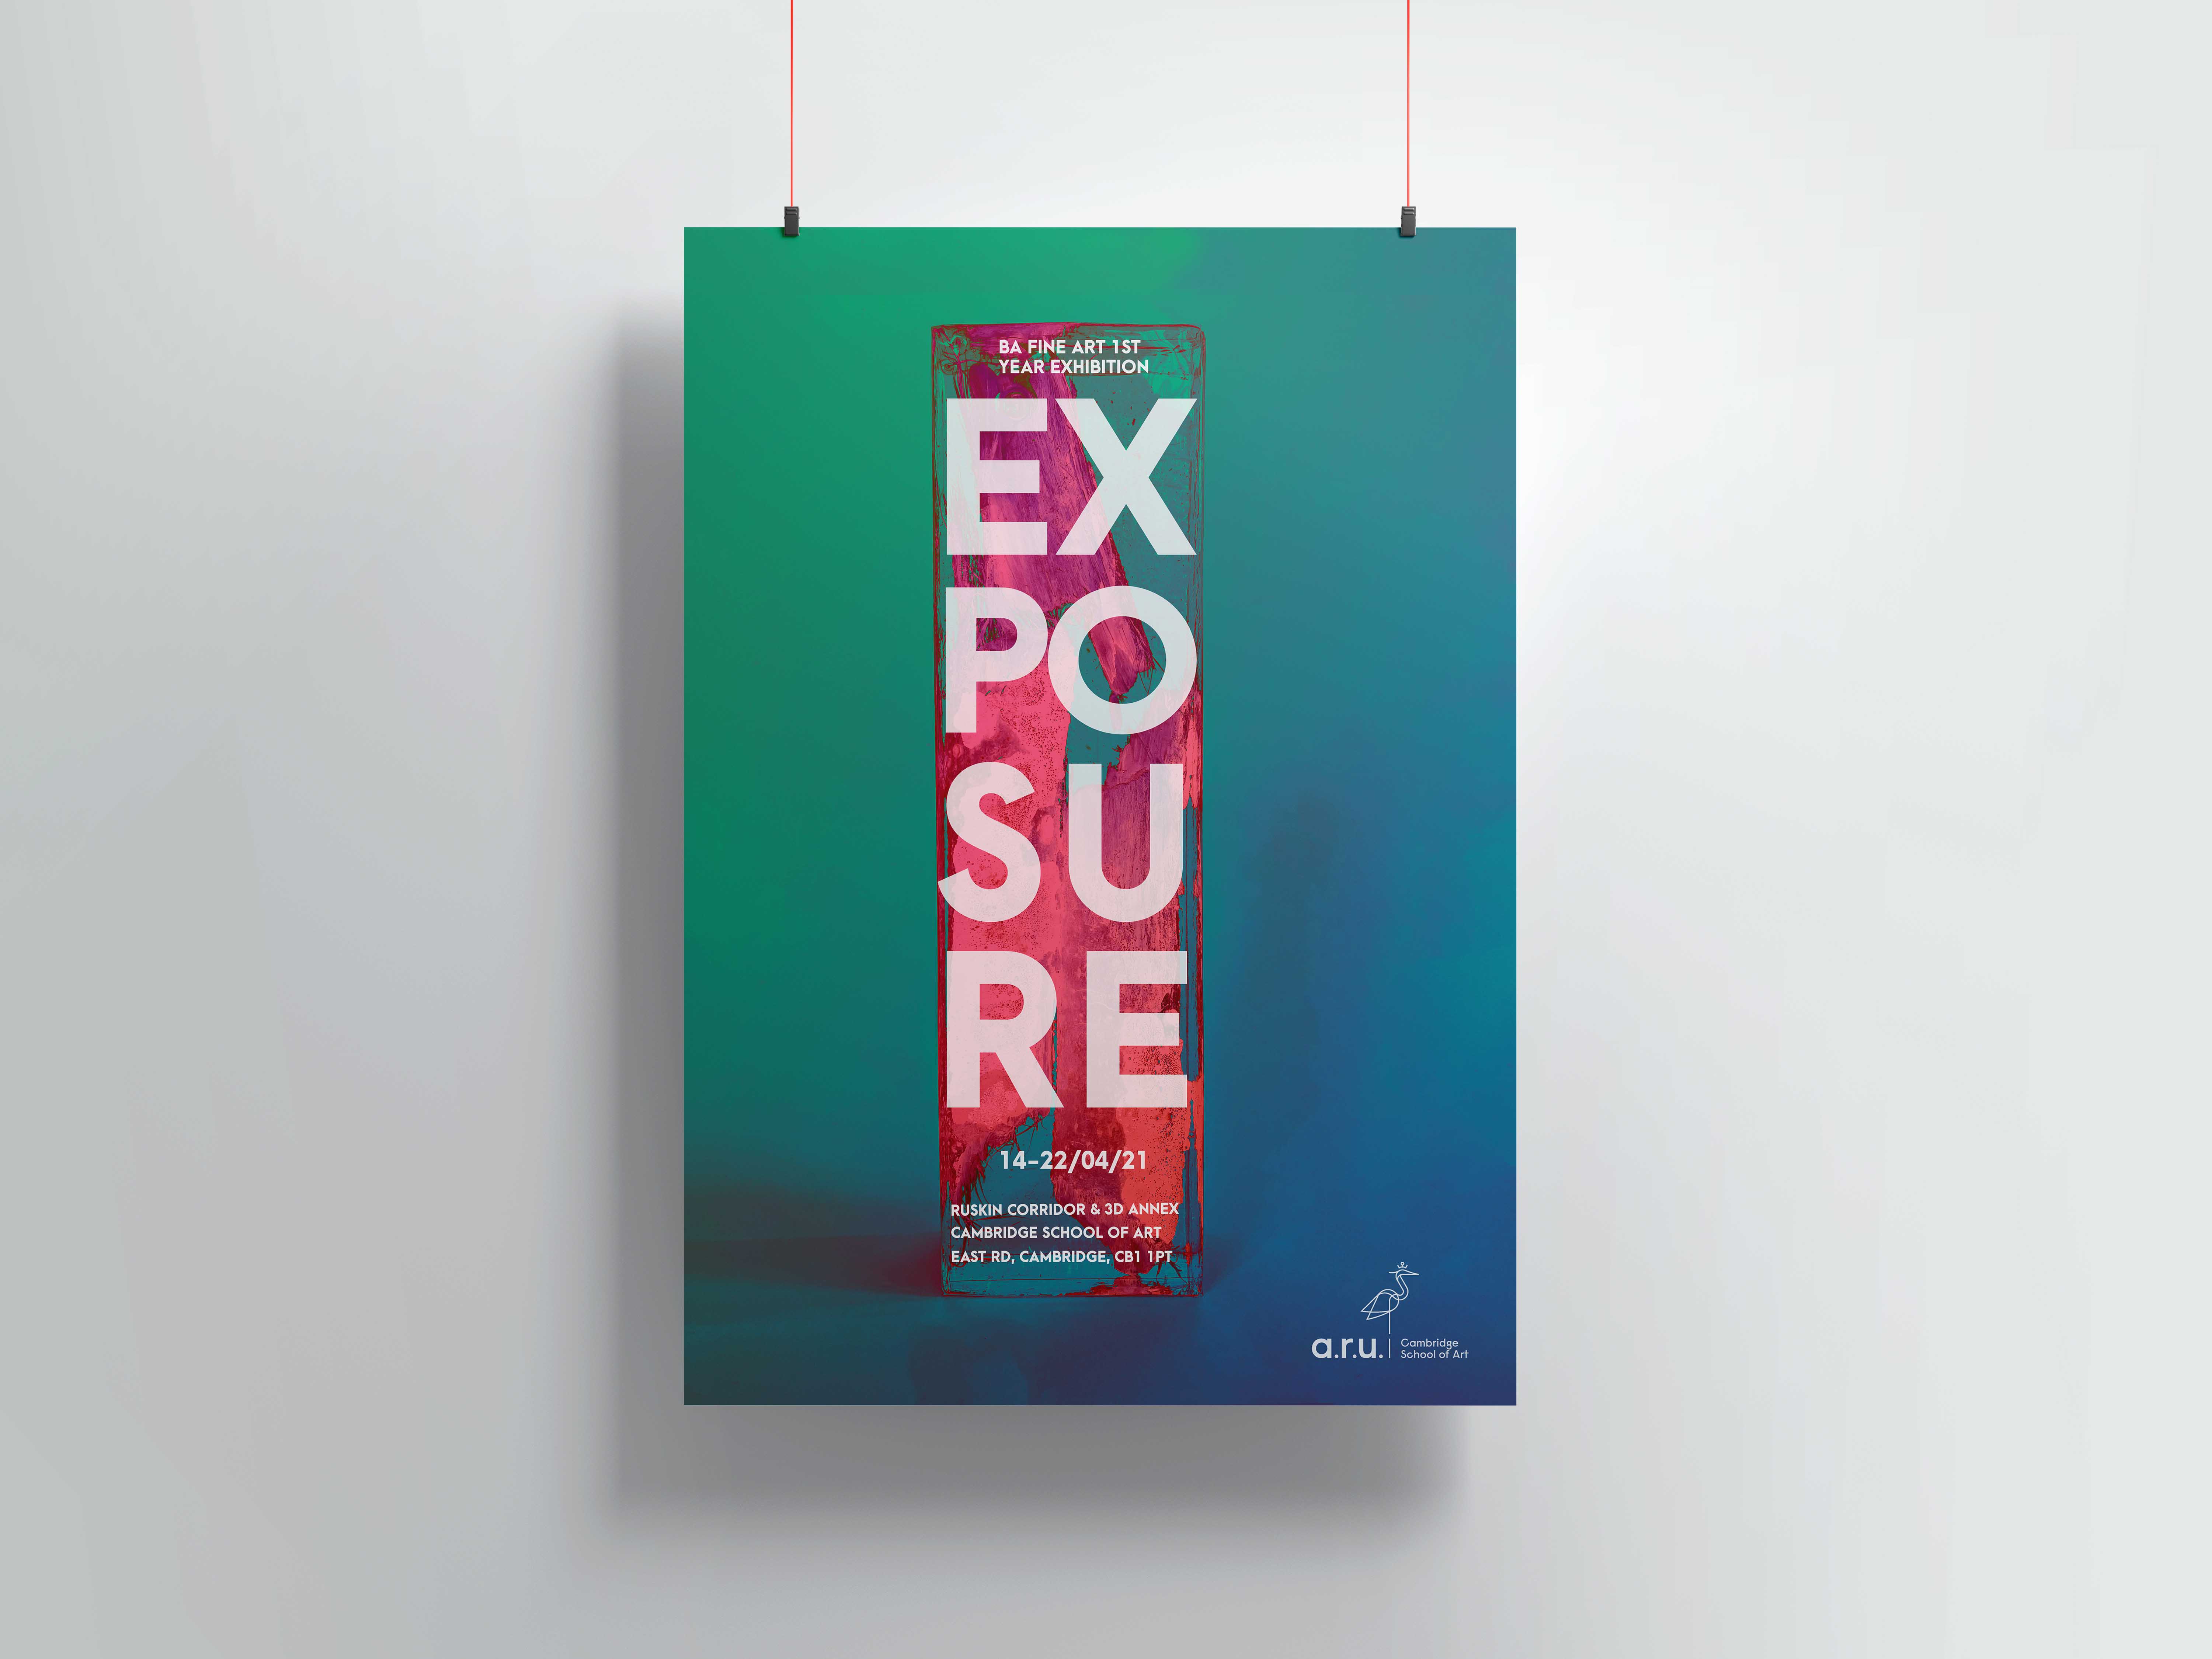 BA FINE ART 1ST
YEAR EXHIBITION
EX
PO
SU
RE
14-22/04/21
RUSKIN CORRIDOR & 3D ANNEX
CAMBRIDGE SCHOOL OF ART
EAST RD, CAMBRIDGE, CB1 1PT
a.r.u.
Cambridge
School of Art